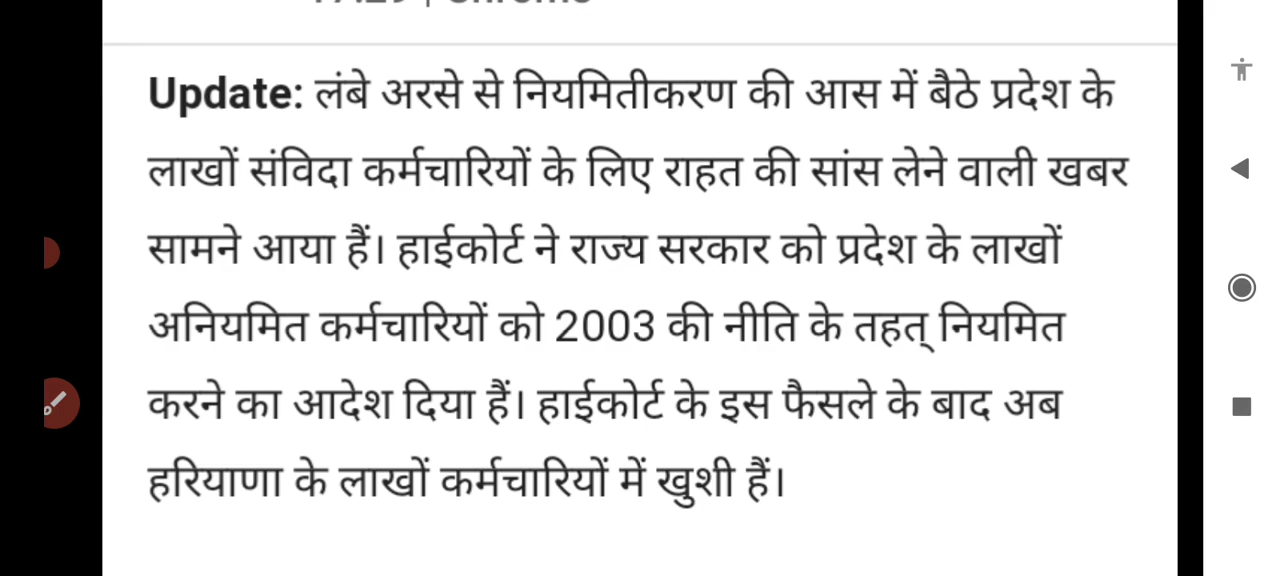 Update: लंबे अरसे से नियमितीकरण की आस में बैठे प्रदेश के
लाखों संविदा कर्मचारियों के लिए राहत की सांस लेने वाली खबर
सामने आया हैं। हाईकोर्ट ने राज्य सरकार को प्रदेश के लाखों
अनियमित कर्मचारियों को 2003 की नीति के तहत् नियमित
करने का आदेश दिया हैं। हाईकोर्ट के इस फैसले के बाद अब
हरियाणा के लाखों कर्मचारियों में खुशी हैं।